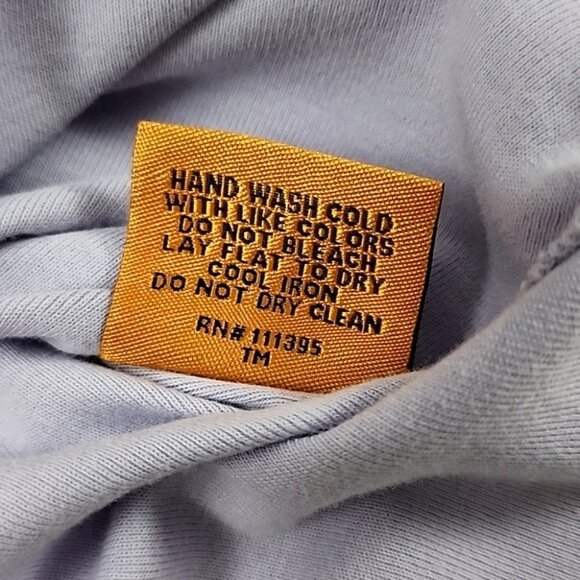 HAND WASH COLD
WITH LIKE COLORS
DO NOT BLEACH
LAY FLAT TO DRY
COOL IRON
DO NOT DRY CLEAN
RN# 111395
TM